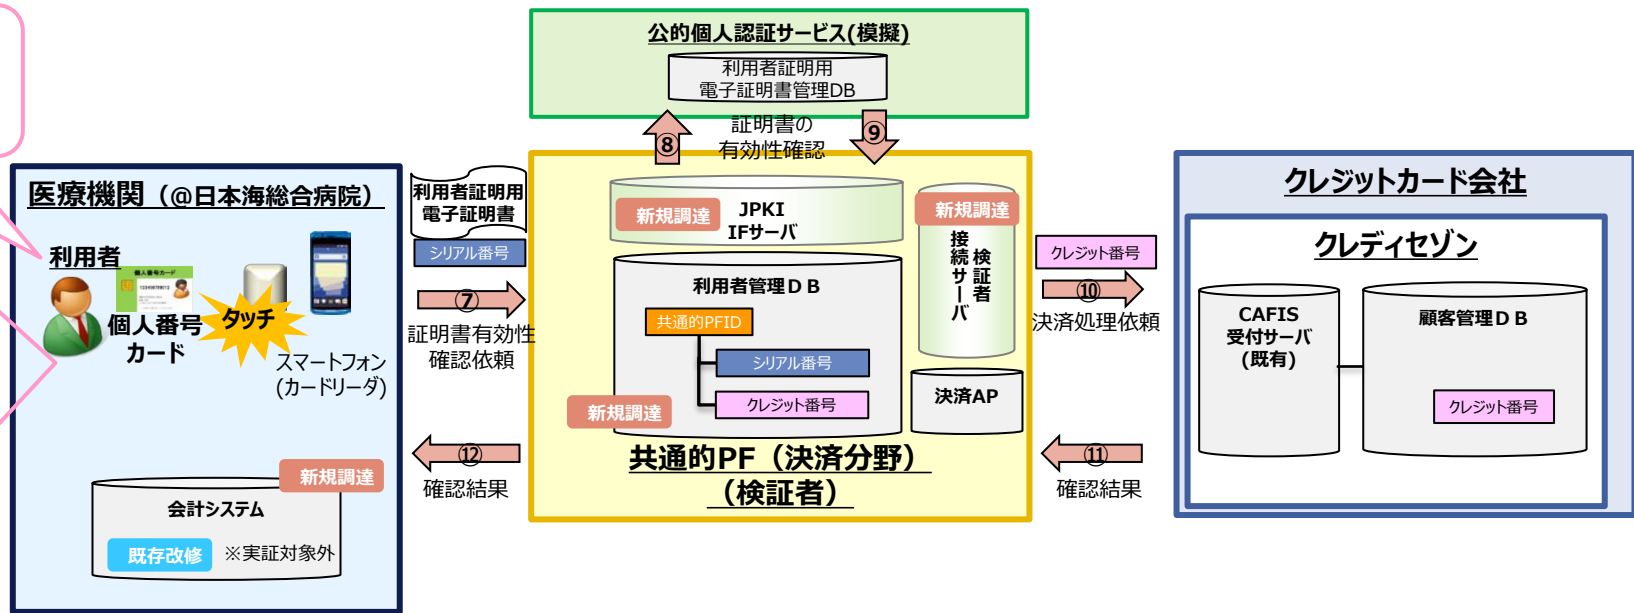 公的個人認証サービス(模擬)
利用者証明用
電子証明書管理DB
⑧
証明書の
有効性確認
⑨
医療機関（@日本海総合病院）
利用者
個人番号カード
123456789012
個人番号
カード
タッチ
スマートフォン
(カードリーダ)
新規調達
会計システム
既存改修
※実証対象外
利用者証明用
電子証明書
シリアル番号
⑦
証明書有効性
確認依頼
⑫
確認結果
新規調達
JPKI
IFサーバ
新規調達
検証者
接続サーバ
利用者管理ＤＢ
共通的PFID
シリアル番号
クレジット番号
新規調達
決済AP
共通的PF（決済分野）
（検証者）
クレジット番号
⑩
決済処理依頼
⑪
確認結果
クレジットカード会社
クレディセゾン
CAFIS
受付サーバ
(既有)
顧客管理ＤＢ
クレジット番号